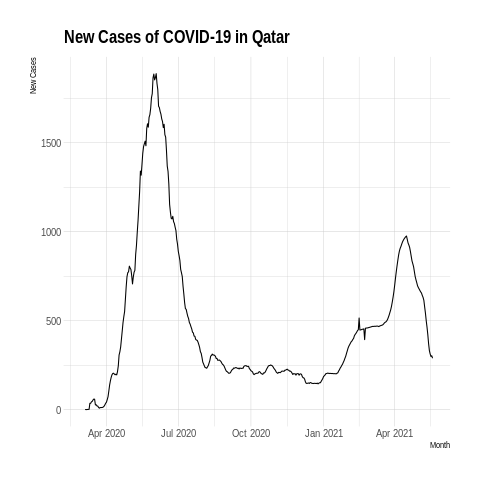 New Cases of COVID-19 in Qatar
New Cases
1500
1000
500
0
Apr 2020 Jul 2020 Oct 2020 Jan 2021 Apr 2021
Month